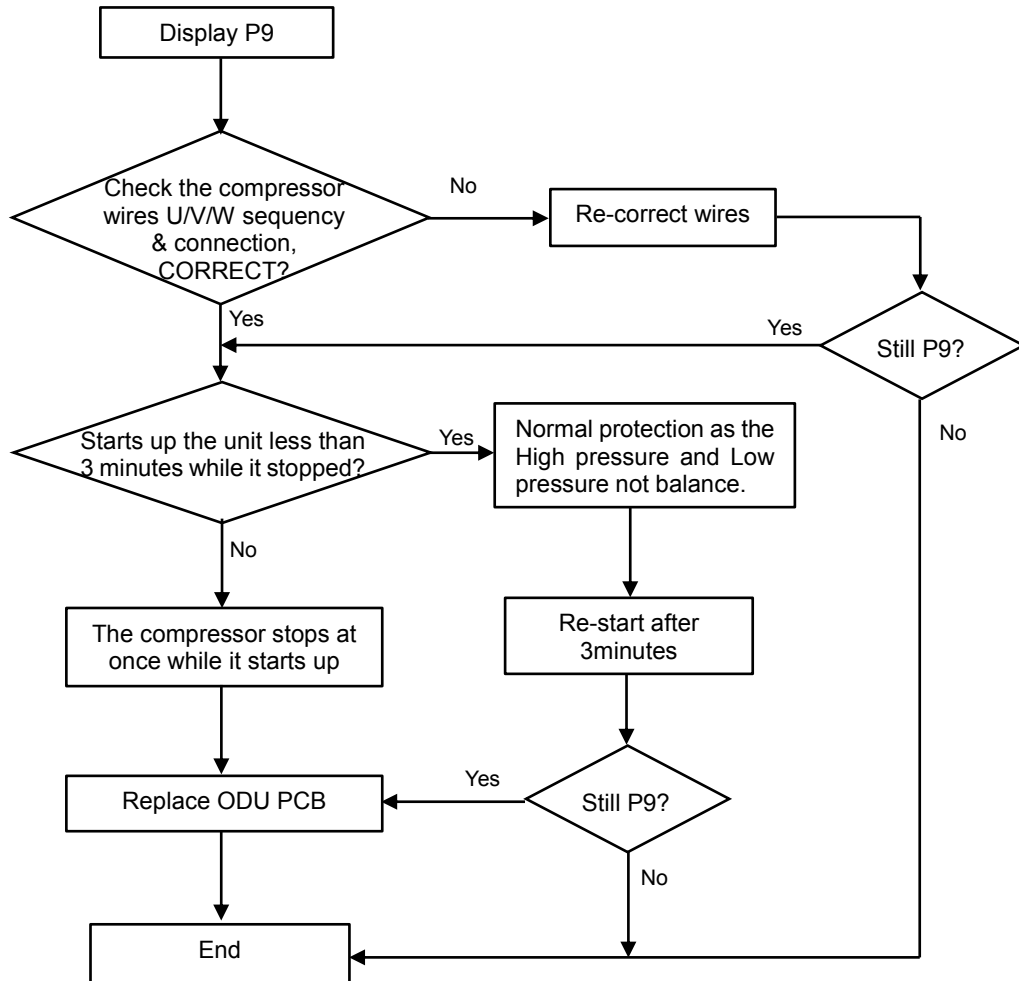 Display P9
Check the compressor
wires U/V/W sequency
& connection,
CORRECT?
No
Re-correct wires
Yes
Yes
Still P9?
No
Starts up the unit less than
3 minutes while it stopped?
Yes
Normal protection as the
High pressure and Low
pressure not balance.
No
The compressor stops at
once while it starts up
Re-start after
3minutes
Replace ODU PCB
Yes
Still P9?
No
End